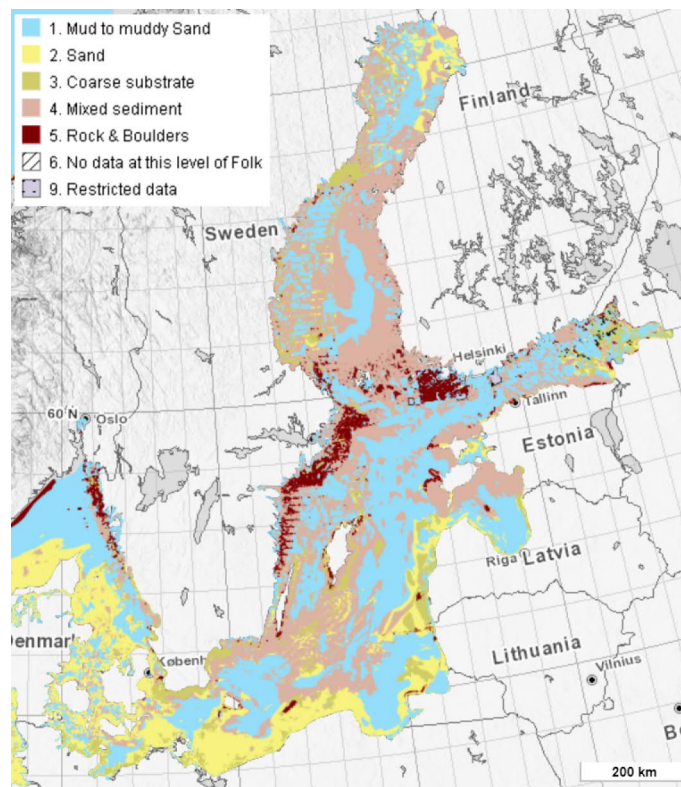 1. Mud to muddy Sand
2. Sand
3. Coarse substrate
4. Mixed sediment
5. Rock & Boulders
6. No data at this level of Folk
9. Restricted data
Finland
Sweden
Helsinki
60 N
Oslo
Tallinn
Estonia
Riga
Latvia
Denmark
Københ
Lithuania
Vilnius
200 km